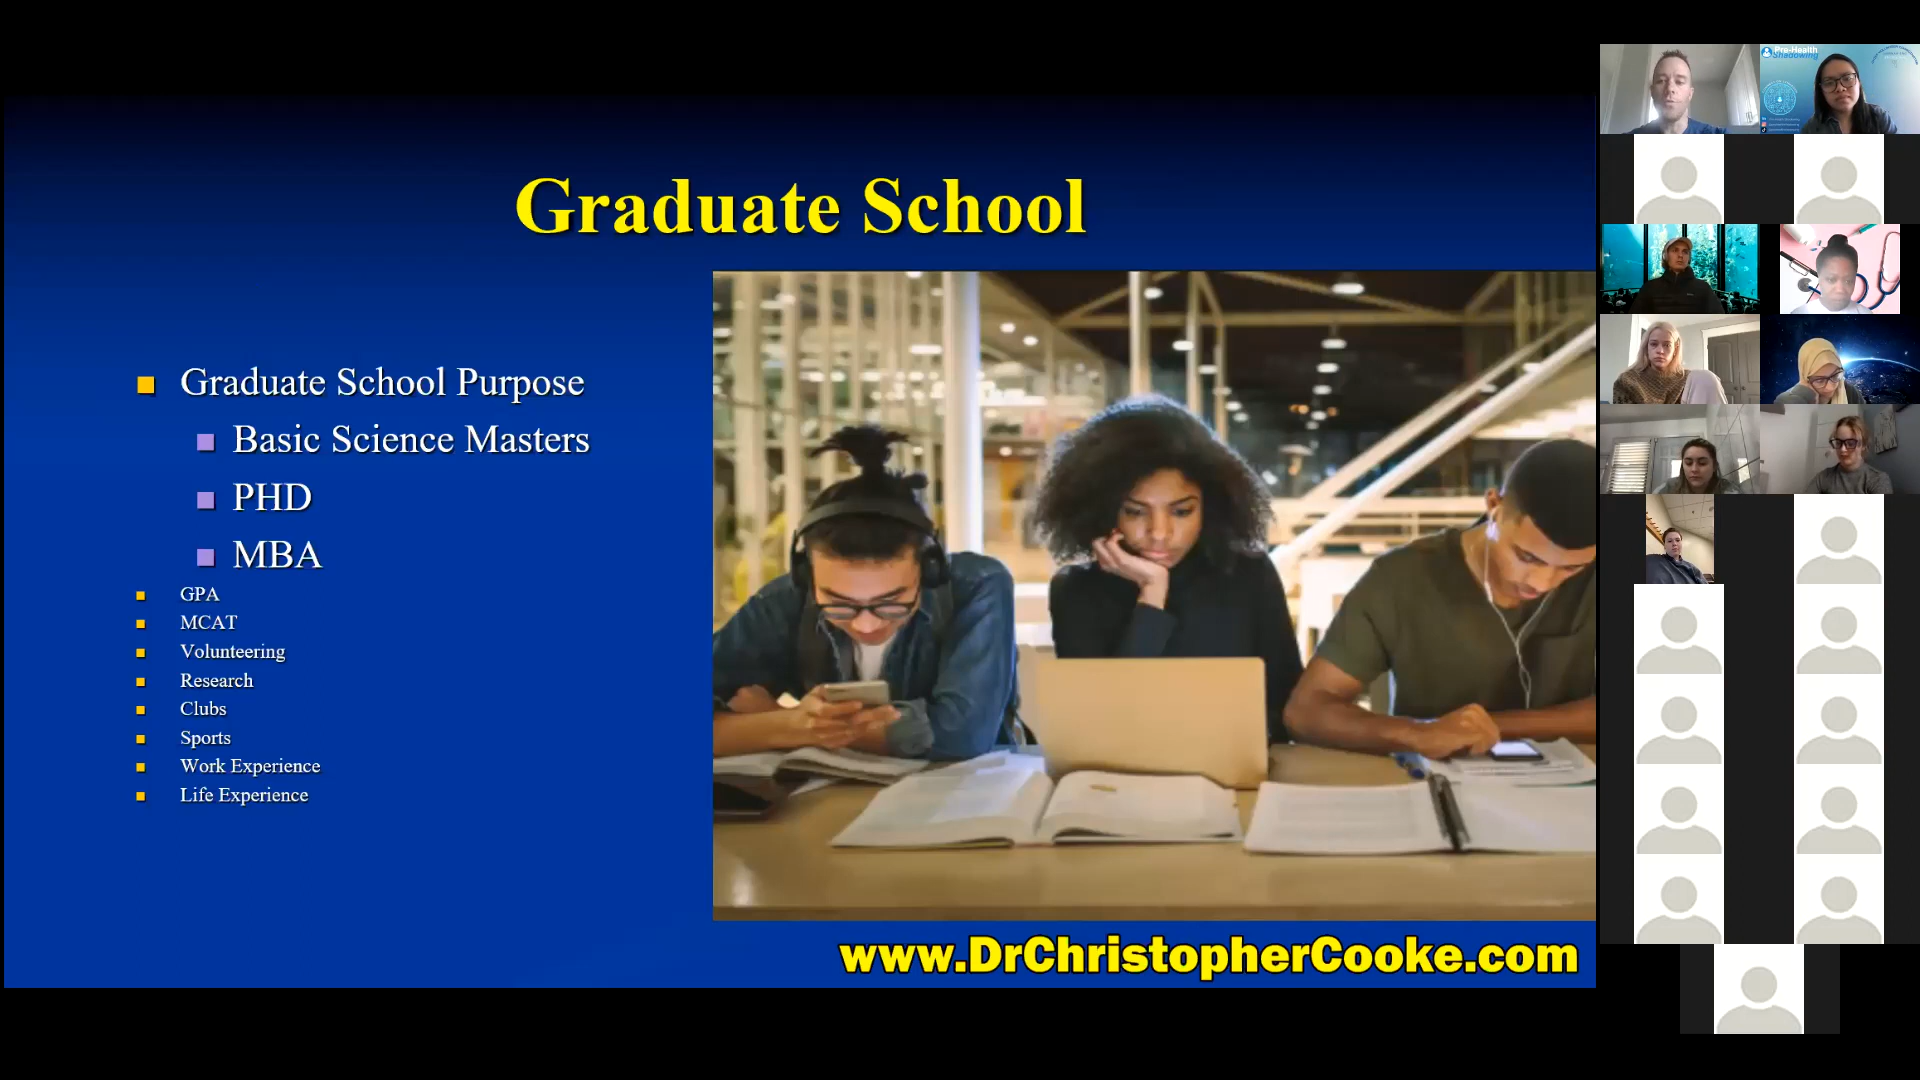 Graduate School
Graduate School Purpose
Basic Science Masters
PHD
MBA
GPA
MCAT
Volunteering
Research
Clubs
Sports
Work Experience
Life Experience
www.DrChristopherCooke.com
Pre-Health
Shadowing